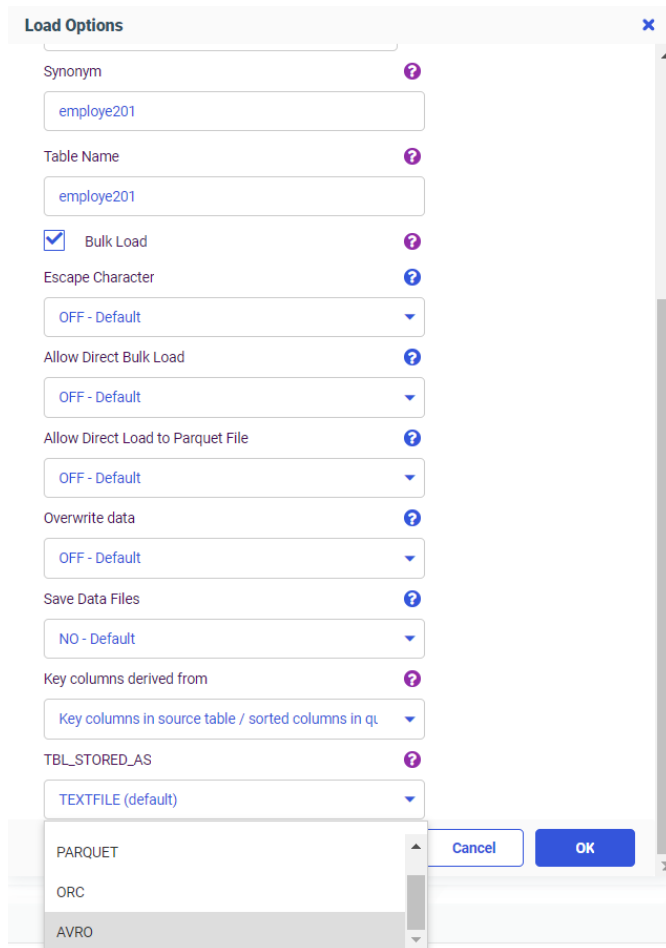 Load Options
Synonym
employe201
Table Name
employe201
Bulk Load
Escape Character
OFF - Default
Allow Direct Bulk Load
OFF - Default
Allow Direct Load to Parquet File
OFF - Default
Overwrite data
OFF - Default
Save Data Files
NO - Default
Key columns derived from
Key columns in source table / sorted columns in qu
TBL_STORED_AS
TEXTFILE (default)
PARQUET
ORC
AVRO
Cancel
OK